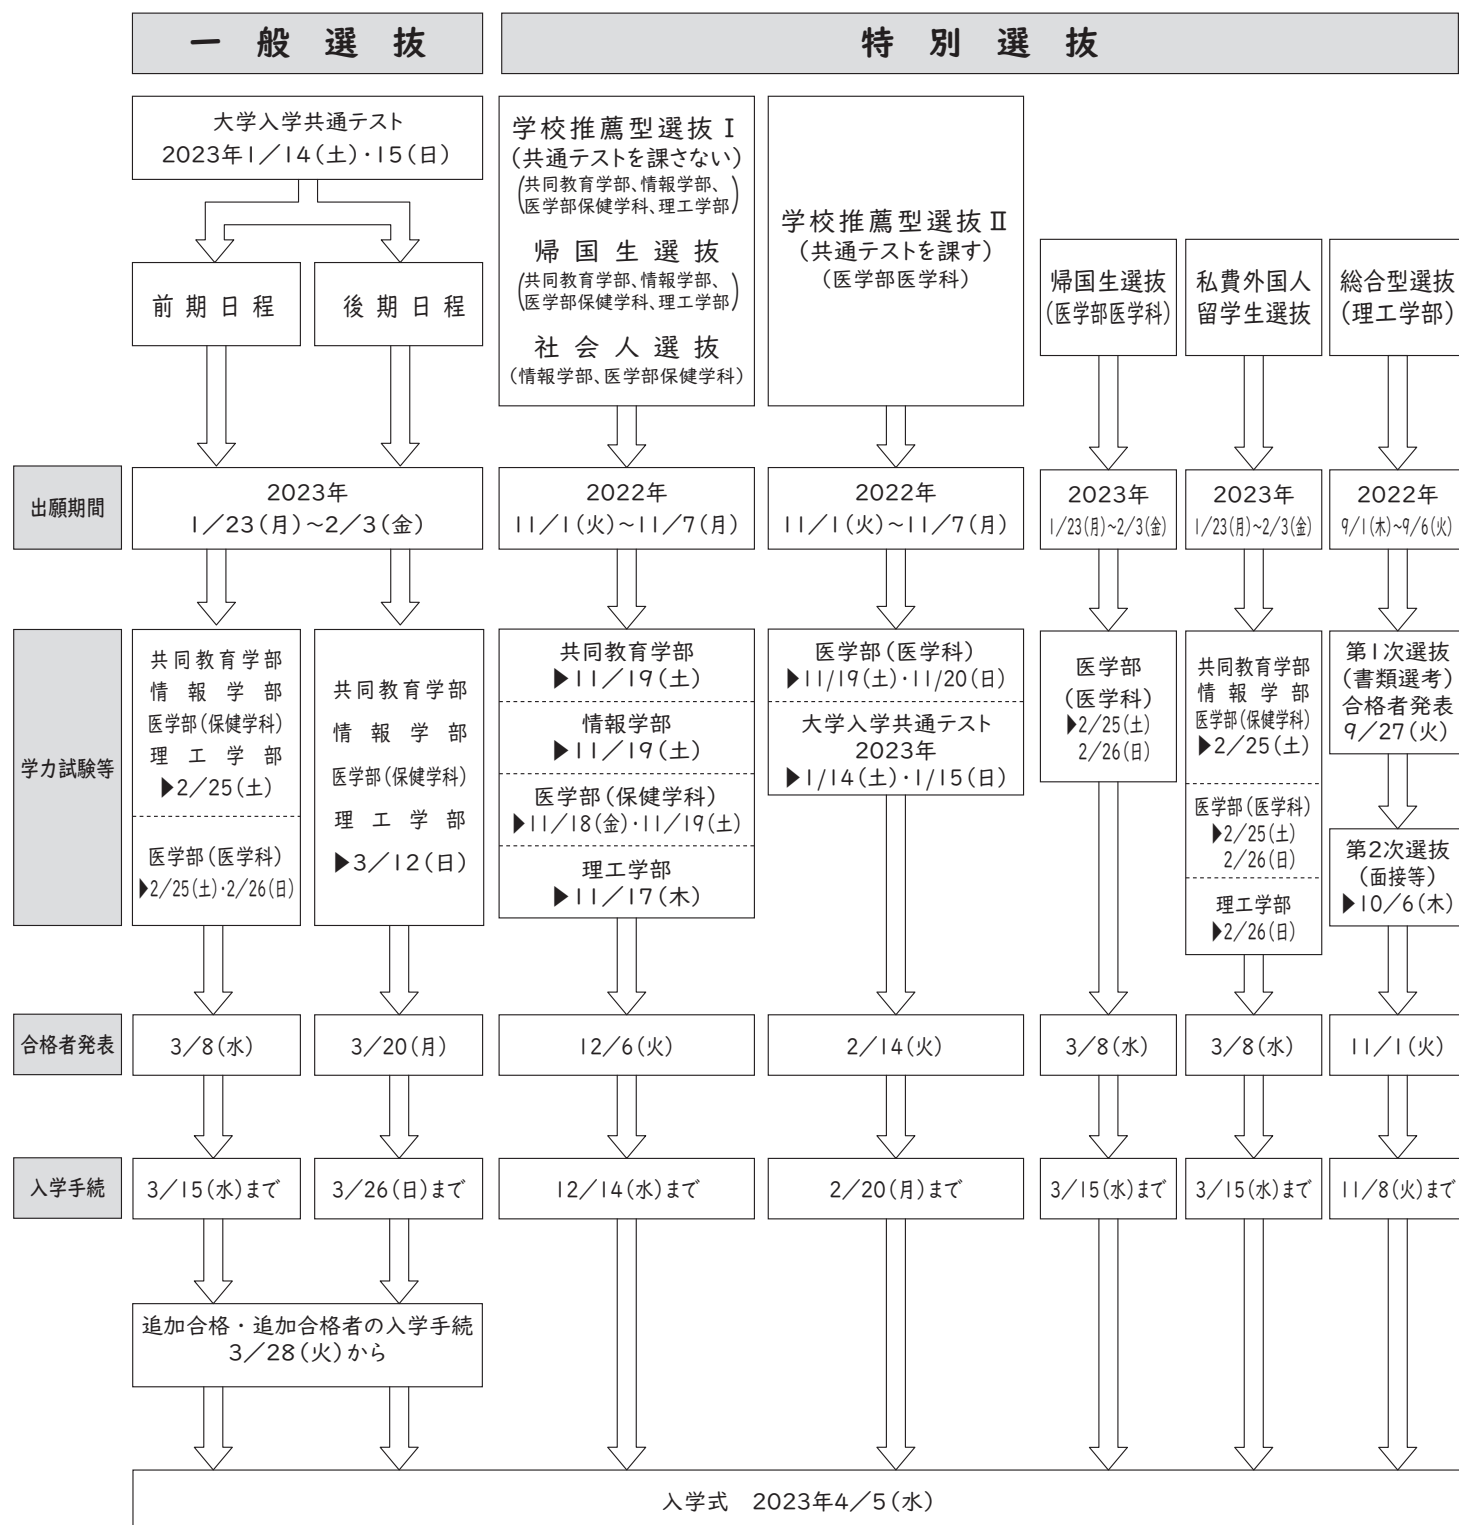 一般選抜
特別選抜
大学入学共通テスト
2023年1／14(土)・15(日)
前期日程
後期日程
学校推薦型選抜Ⅰ
(共通テストを課さない)
(共同教育学部、情報学部、
医学部保健学科、理工学部)
帰国生選抜
(共同教育学部、情報学部、
医学部保健学科、理工学部)
社会人選抜
(情報学部、医学部保健学科)
学校推薦型選抜Ⅱ
(共通テストを課す)
(医学部医学科)
帰国生選抜
(医学部医学科)
私費外国人
留学生選抜
総合型選抜
(理工学部)
出願期間
2023年
1／23(月)～2／3(金)
2022年
11／1(火)～11／7(月)
2022年
11／1(火)～11／7(月)
2023年
1／23(月)～2／3(金)
2023年
1／23(月)～2／3(金)
2022年
9／1(木)～9／6(火)
学力試験等
共同教育学部
情報学部
医学部(保健学科)
理工学部
▶2／25(土)
医学部(医学科)
▶2／25(土)・2／26(日)
共同教育学部
情報学部
医学部(保健学科)
理工学部
▶3／12(日)
共同教育学部
▶11／19(土)
情報学部
▶11／19(土)
医学部(保健学科)
▶11／18(金)・11／19(土)
理工学部
▶11／17(木)
医学部(医学科)
▶11/19(土)・11/20(日)
大学入学共通テスト
2023年
▶1/14(土)・1/15(日)
医学部
(医学科)
▶2／25(土)
2／26(日)
共同教育学部
情報学部
医学部(保健学科)
▶2／25(土)
医学部(医学科)
▶2／25(土)
2／26(日)
理工学部
▶2／26(日)
第1次選抜
(書類選考)
合格者発表
9／27(火)
第2次選抜
(面接等)
▶10／6(木)
合格者発表
3／8(水)
3／20(月)
12／6(火)
2／14(火)
3／8(水)
3／8(水)
11／1(火)
入学手続
3／15(水)まで
3／26(日)まで
12／14(水)まで
2／20(月)まで
3／15(水)まで
3／15(水)まで
11／8(火)まで
追加合格・追加合格者の入学手続
3／28(火)から
入学式　2023年4／5(水)